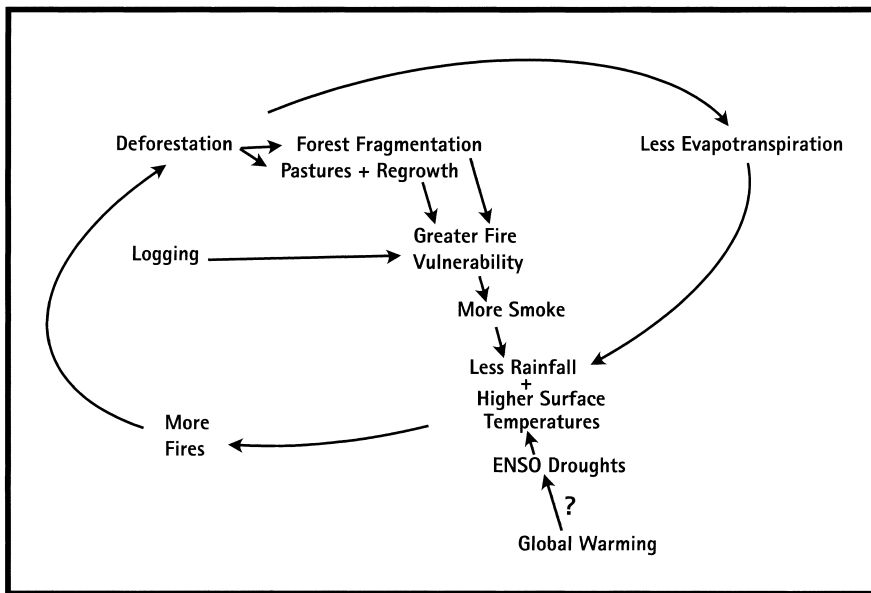 Deforestation
Forest Fragmentation
Pastures + Regrowth
Less Evapotranspiration
Logging
Greater Fire
Vulnerability
More Smoke
Less Rainfall
+
Higher Surface
Temperatures
More
Fires
ENSO Droughts
?
Global Warming